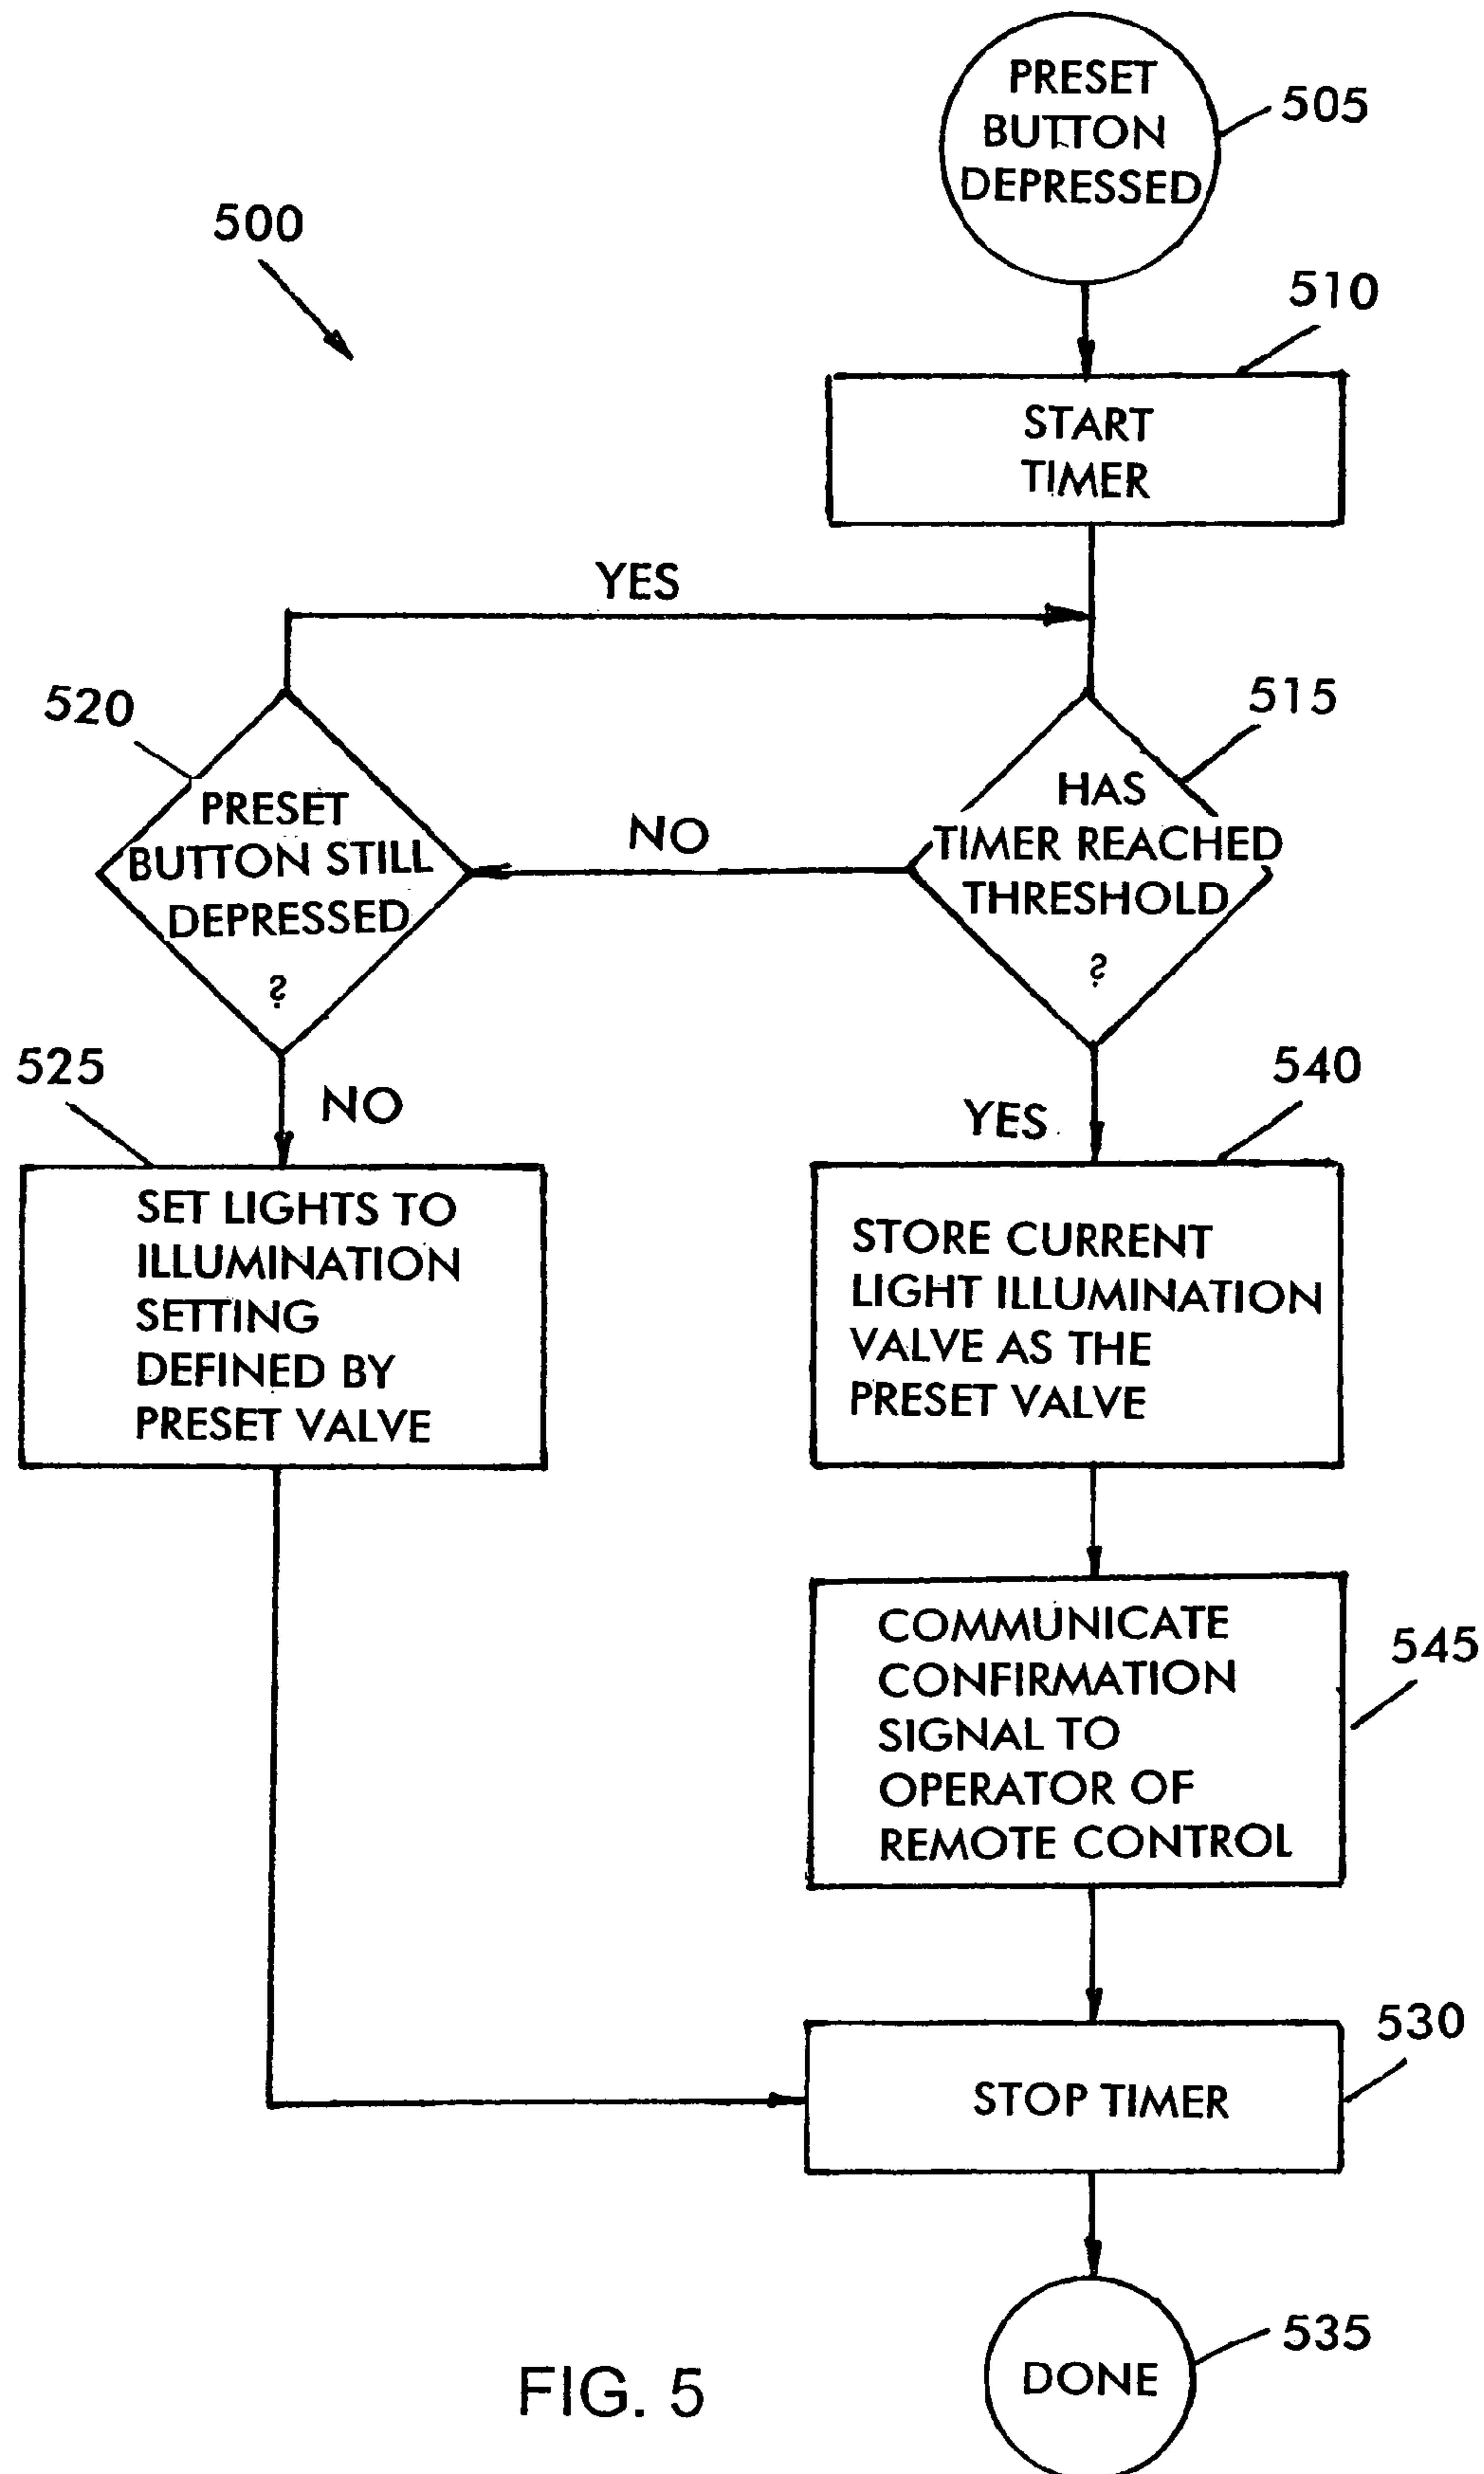 PRESET
BUTTON
DEPRESSED
505
500
510
START
TIMER
YES
520
515
PRESET
BUTTON STILL
DEPRESSED
?
NO
HAS
TIMER REACHED
THRESHOLD
?
525
NO
YES
540
SET LIGHTS TO
ILLUMINATION
SETTING
DEFINED BY
PRESET VALVE
STORE CURRENT
LIGHT ILLUMINATION
VALVE AS THE
PRESET VALVE
COMMUNICATE
CONFIRMATION
SIGNAL TO
OPERATOR OF
REMOTE CONTROL
545
530
STOP TIMER
535
DONE
FIG. 5